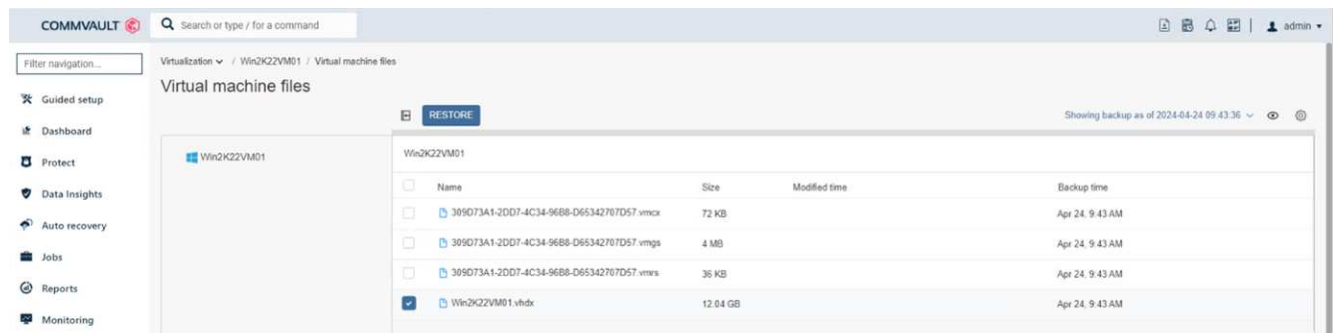 COMMVAULT
Search or type / for a command
admin
Filter navigation...
Guided setup
Dashboard
Protect
Data Insights
Auto recovery
Jobs
Reports
Monitoring
Virtualization / Win2K22VM01 / Virtual machine files
Virtual machine files
RESTORE
Showing backup as of 2024-04-24 09:43:36
Win2K22VM01
Win2K22VM01
Name Size Modified time Backup time
309D73A1-2DD7-4C34-96B8-D65342707D57.vmcx 72 KB Apr 24, 9:43 AM
309D73A1-2DD7-4C34-96B8-D65342707D57.vmgs 4 MB Apr 24, 9:43 AM
309D73A1-2DD7-4C34-96B8-D65342707D57.vmrs 36 KB Apr 24, 9:43 AM
Win2K22VM01.vhdx 12.04 GB Apr 24, 9:43 AM